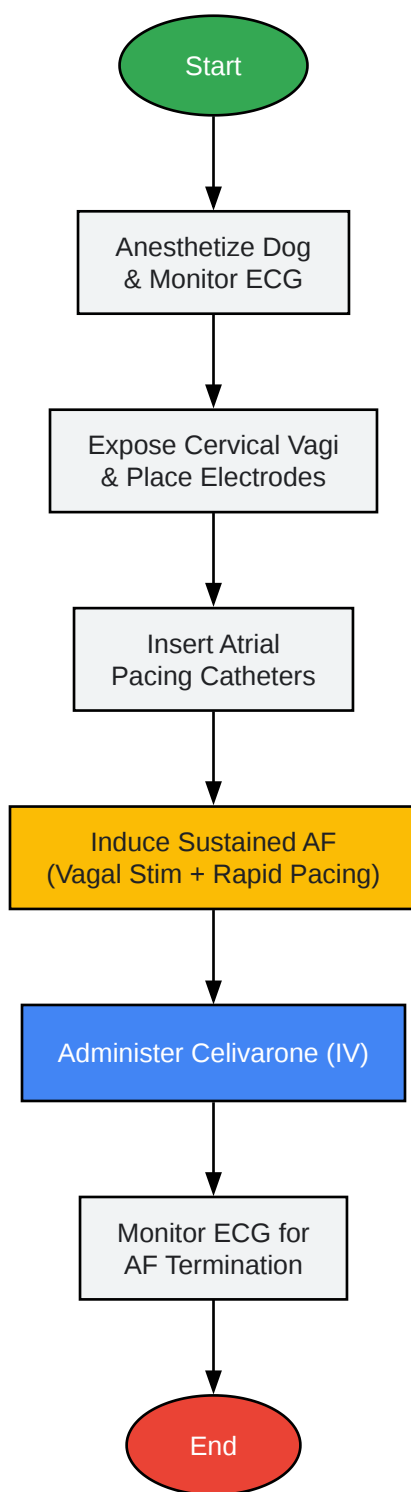 Start
Anesthetize Dog
& Monitor ECG
Expose Cervical Vagi
& Place Electrodes
Insert Atrial
Pacing Catheters
Induce Sustained AF
(Vagal Stim + Rapid Pacing)
Administer Celivarone (IV)
Monitor ECG for
AF Termination
End